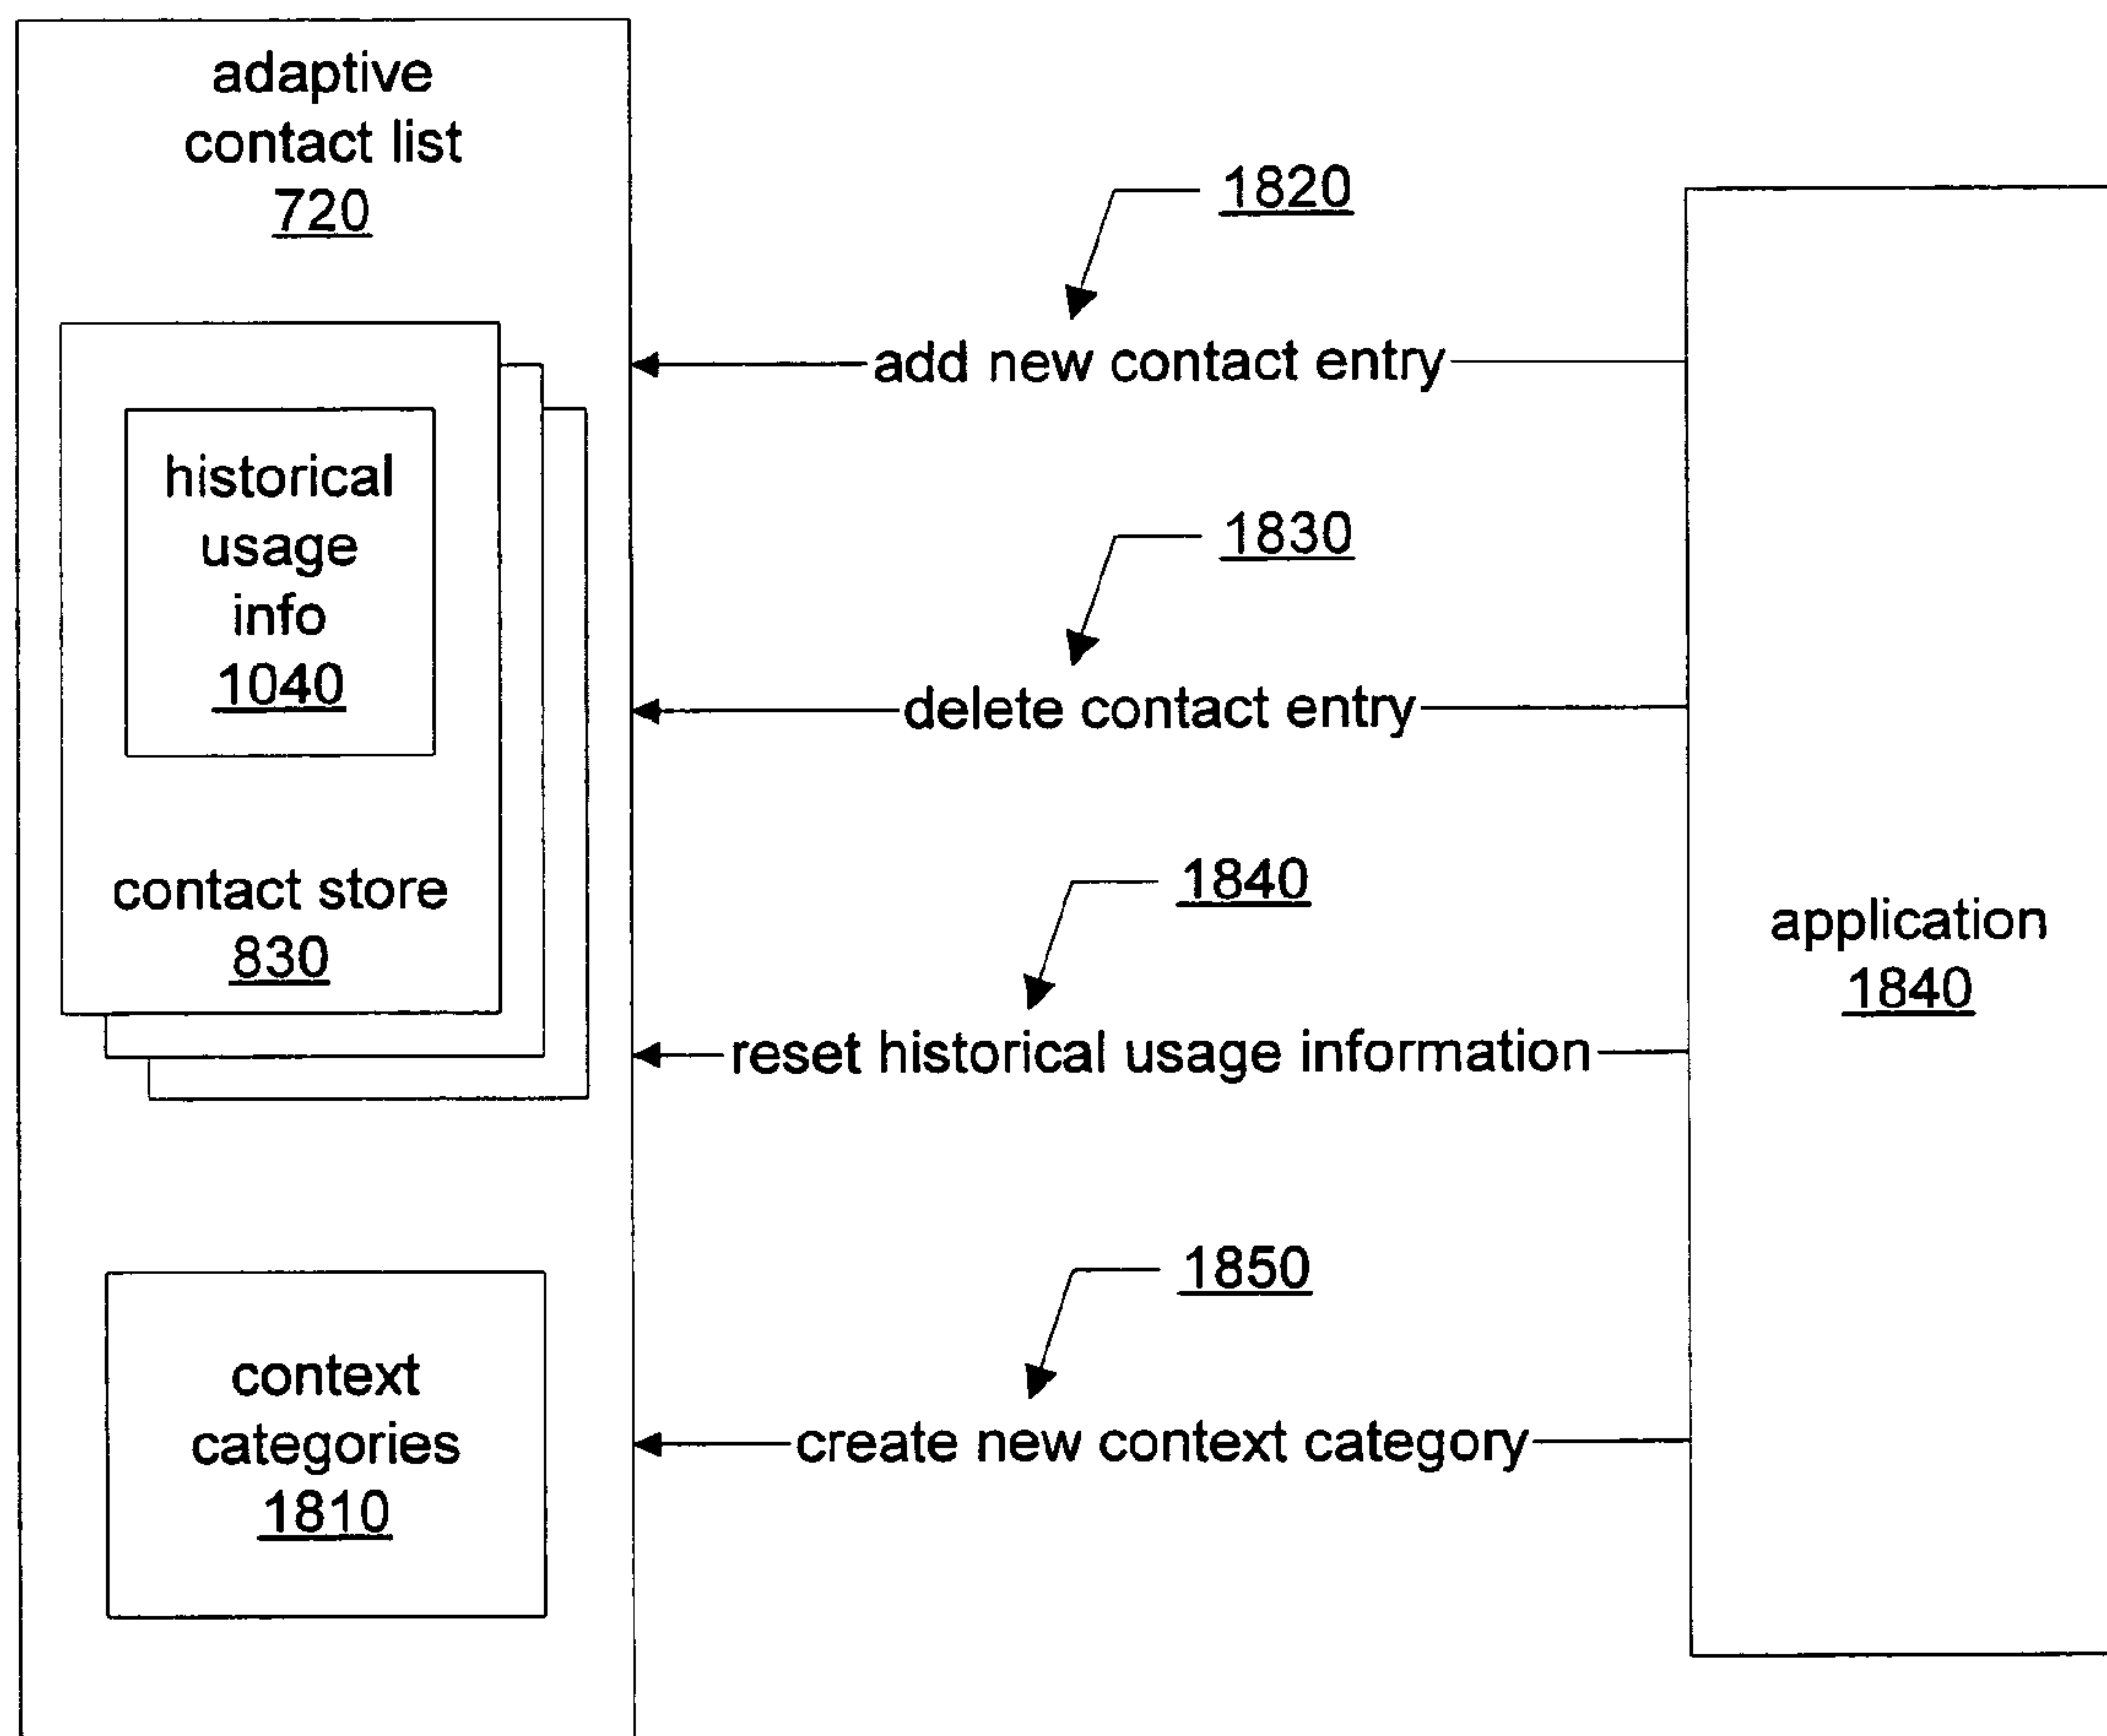 adaptive
contact list
720
historical
usage
info
1040
contact store
830
context
categories
1810
1820
add new contact entry
1830
delete contact entry
1840
reset historical usage information
1850
create new context category
application
1840